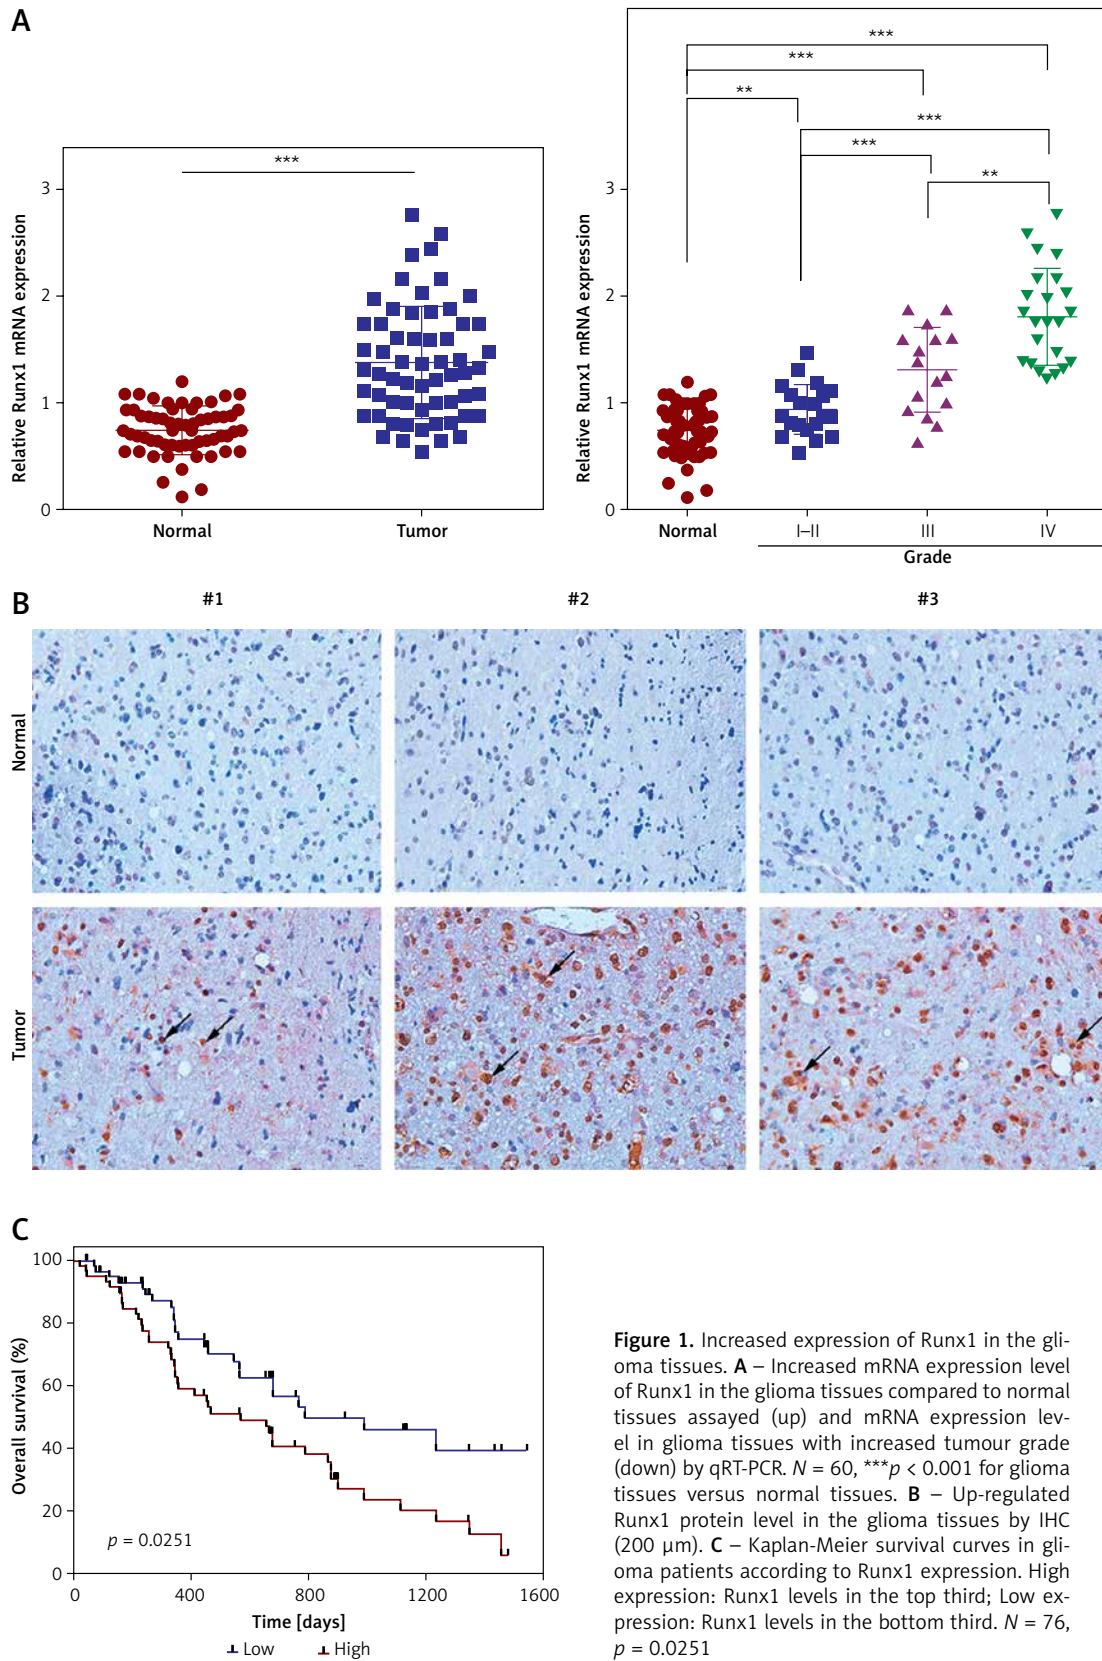 A
Relative Runx1 mRNA expression
3
2
1
0
***
Normal
Tumor
Relative Runx1 mRNA expression
3
2
1
0
***
***
**
***
***
**
Normal
I–II
III
IV
Grade
B
#1
#2
#3
Normal
Tumor
C
Overall survival (%)
100
80
60
40
20
0
p = 0.0251
0
400
800
1200
1600
Time [days]
Low
High
Figure 1. Increased expression of Runx1 in the gli-
oma tissues. A – Increased mRNA expression level
of Runx1 in the glioma tissues compared to normal
tissues assayed (up) and mRNA expression lev-
el in glioma tissues with increased tumour grade
(down) by qRT-PCR. N = 60, ***p < 0.001 for glioma
tissues versus normal tissues. B – Up-regulated
Runx1 protein level in the glioma tissues by IHC
(200 μm). C – Kaplan-Meier survival curves in gli-
oma patients according to Runx1 expression. High
expression: Runx1 levels in the top third; Low ex-
pression: Runx1 levels in the bottom third. N = 76,
p = 0.0251